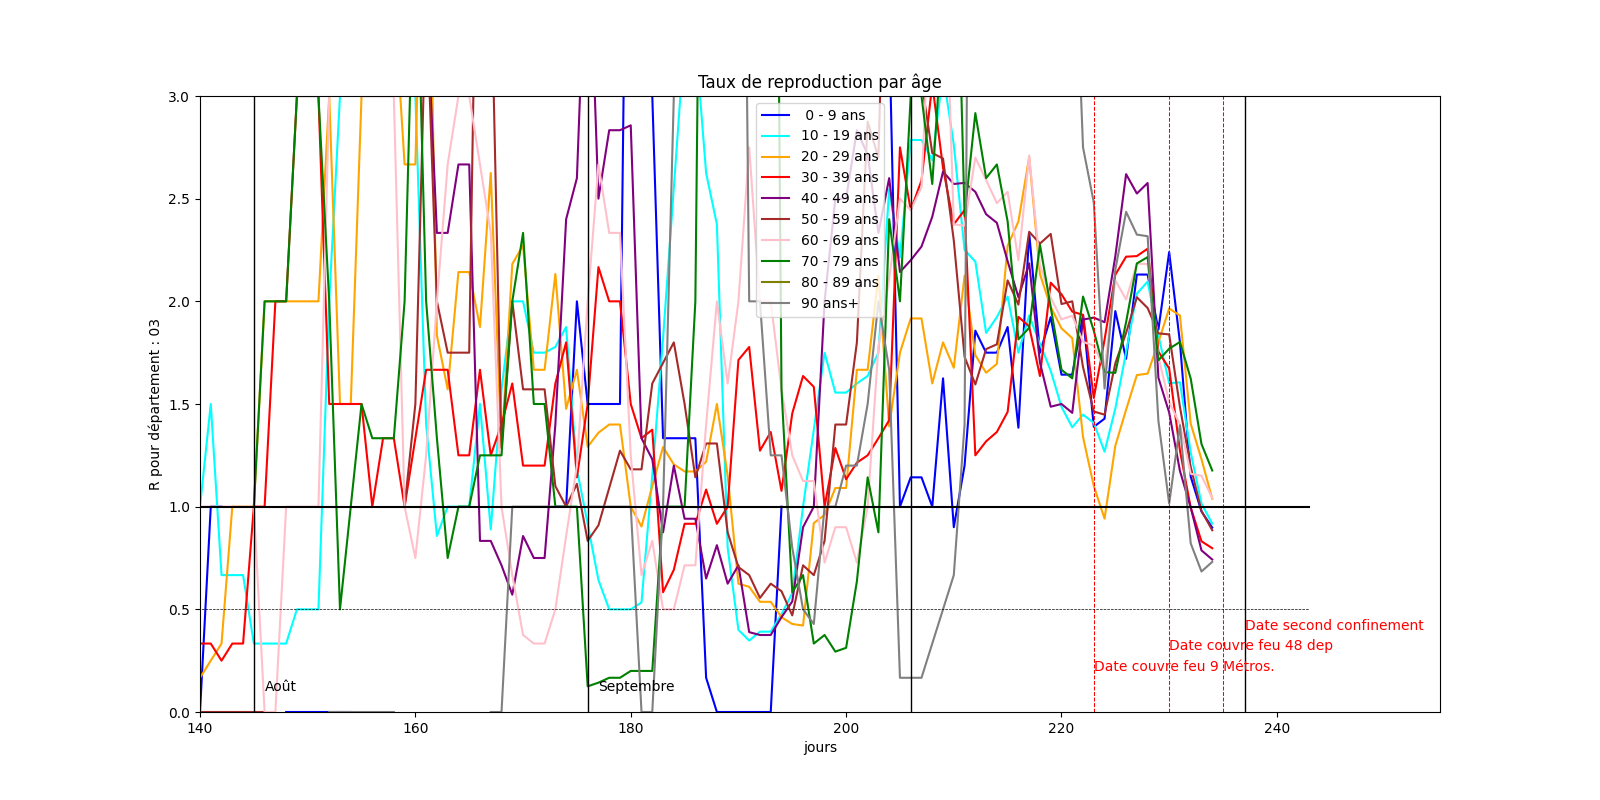 Taux de reproduction par âge
R pour département : 03
3.0
2.5
2.0
1.5
1.0
0.5
0.0
0 - 9 ans
10 - 19 ans
20 - 29 ans
30 - 39 ans
40 - 49 ans
50 - 59 ans
60 - 69 ans
70 - 79 ans
80 - 89 ans
90 ans+
Date second confinement
Date couvre feu 48 dep
Date couvre feu 9 Métros.
Août
Septembre
140
160
180
200
220
240
jours